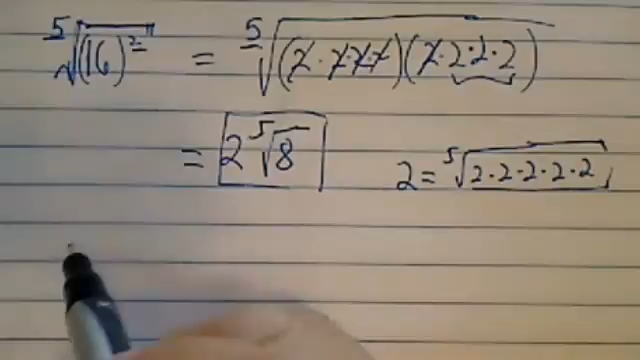 ⁵√(16)² = ⁵√(2·2·2·2)(2·2·2·2)
= 2 ⁵√8 2 = ⁵√2·2·2·2·2